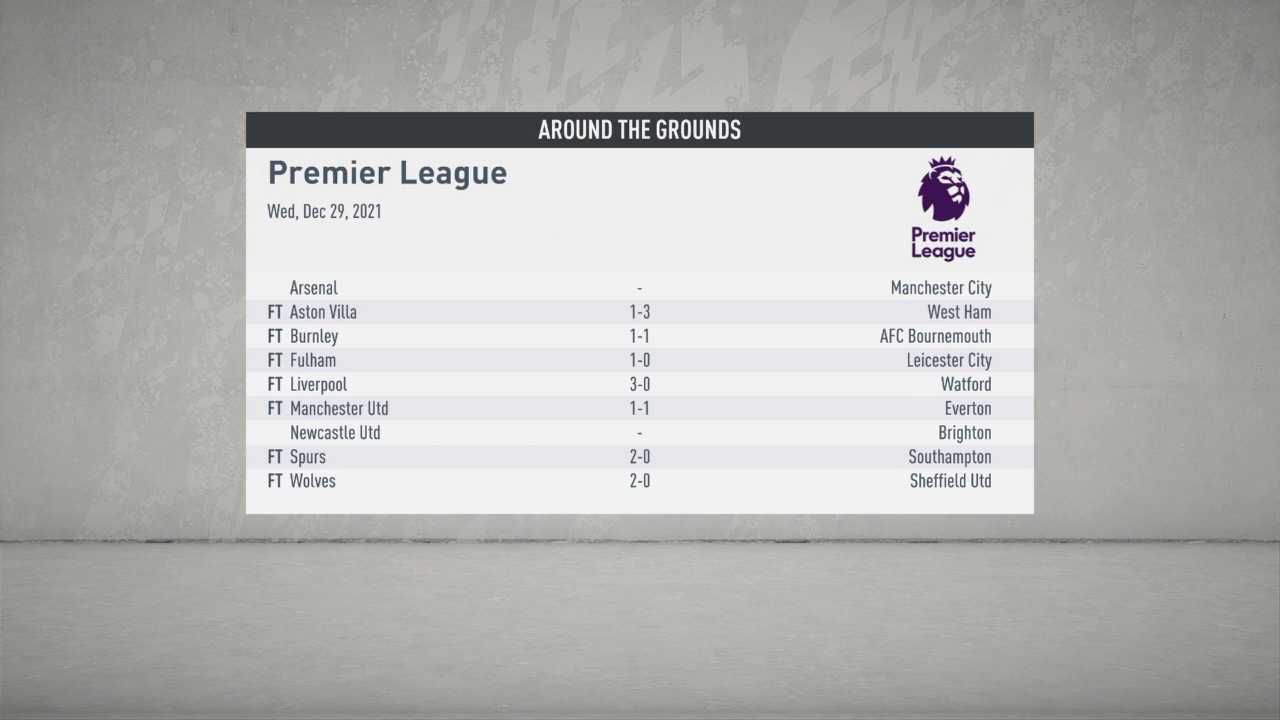 AROUND THE GROUNDS
Premier League
Wed, Dec 29, 2021
Premier
League
Arsenal - Manchester City
FT Aston Villa 1-3 West Ham
FT Burnley 1-1 AFC Bournemouth
FT Fulham 1-0 Leicester City
FT Liverpool 3-0 Watford
FT Manchester Utd 1-1 Everton
Newcastle Utd - Brighton
FT Spurs 2-0 Southampton
FT Wolves 2-0 Sheffield Utd